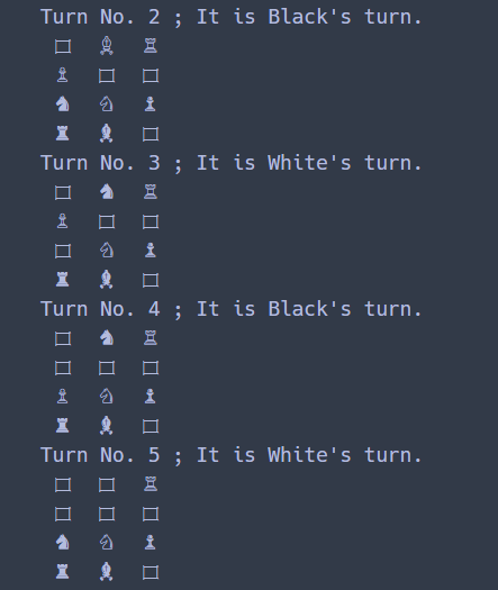 Turn No. 2 ; It is Black's turn.
□ ♗ ♖
♗ □ □
♞ ♘ ♝
♜ ♝ □
Turn No. 3 ; It is White's turn.
□ ♞ ♖
♗ □ □
□ ♘ ♝
♜ ♝ □
Turn No. 4 ; It is Black's turn.
□ ♞ ♖
□ □ □
♗ ♘ ♝
♜ ♝ □
Turn No. 5 ; It is White's turn.
□ □ ♖
□ □ □
♞ ♘ ♝
♜ ♝ □